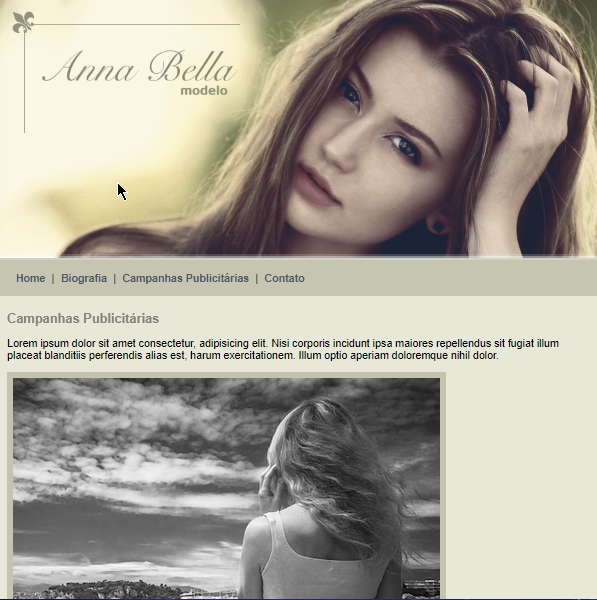 Anna Bella
modelo
Home | Biografia | Campanhas Publicitárias | Contato
Campanhas Publicitárias
Lorem ipsum dolor sit amet consectetur, adipisicing elit. Nisi corporis incidunt ipsa maiores repellendus sit fugiat illum
placeat blanditiis perferendis alias est, harum exercitationem. Illum optio aperiam doloremque nihil dolor.